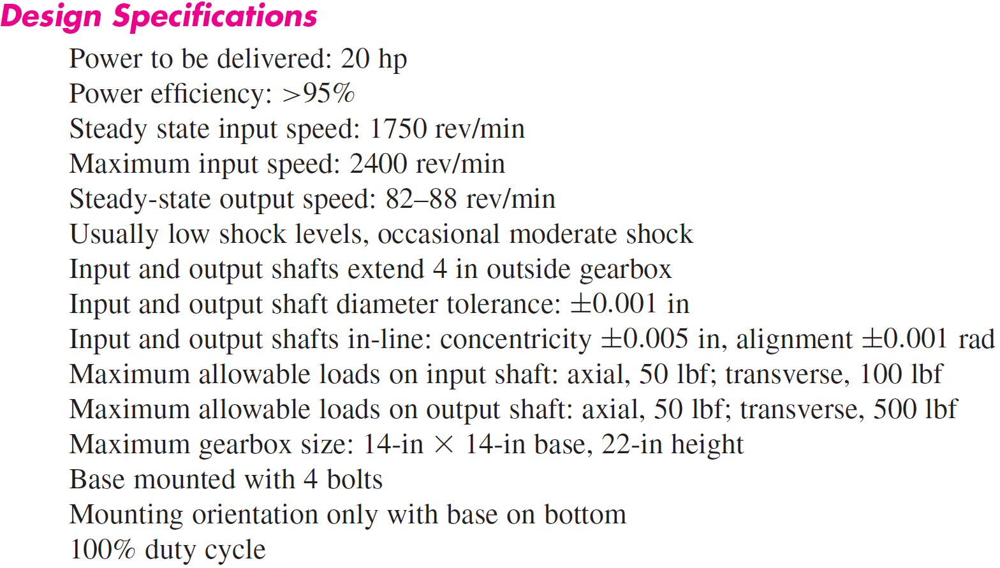 Design Specifications
Power to be delivered: 20 hp
Power efficiency: >95%
Steady state input speed: 1750 rev/min
Maximum input speed: 2400 rev/min
Steady-state output speed: 82–88 rev/min
Usually low shock levels, occasional moderate shock
Input and output shafts extend 4 in outside gearbox
Input and output shaft diameter tolerance: ±0.001 in
Input and output shafts in-line: concentricity ±0.005 in, alignment ±0.001 rad
Maximum allowable loads on input shaft: axial, 50 lbf; transverse, 100 lbf
Maximum allowable loads on output shaft: axial, 50 lbf; transverse, 500 lbf
Maximum gearbox size: 14-in × 14-in base, 22-in height
Base mounted with 4 bolts
Mounting orientation only with base on bottom
100% duty cycle